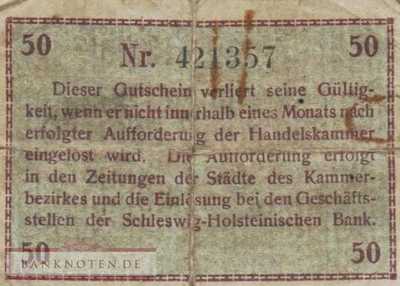 50 50
Nr. 421357
Dieser Gutschein verliert seine Gültig-
keit, wenn er nicht innerhalb eines Monats nach
erfolgter Aufforderung der Handelskammer
eingelöst wird. Die Aufforderung erfolgt
in den Zeitungen der Städte des Kammer-
bezirkes und die Einlösung bei den Geschäfts-
stellen der Schleswig-Holsteinischen Bank.
50 50
BANKNOTEN.DE